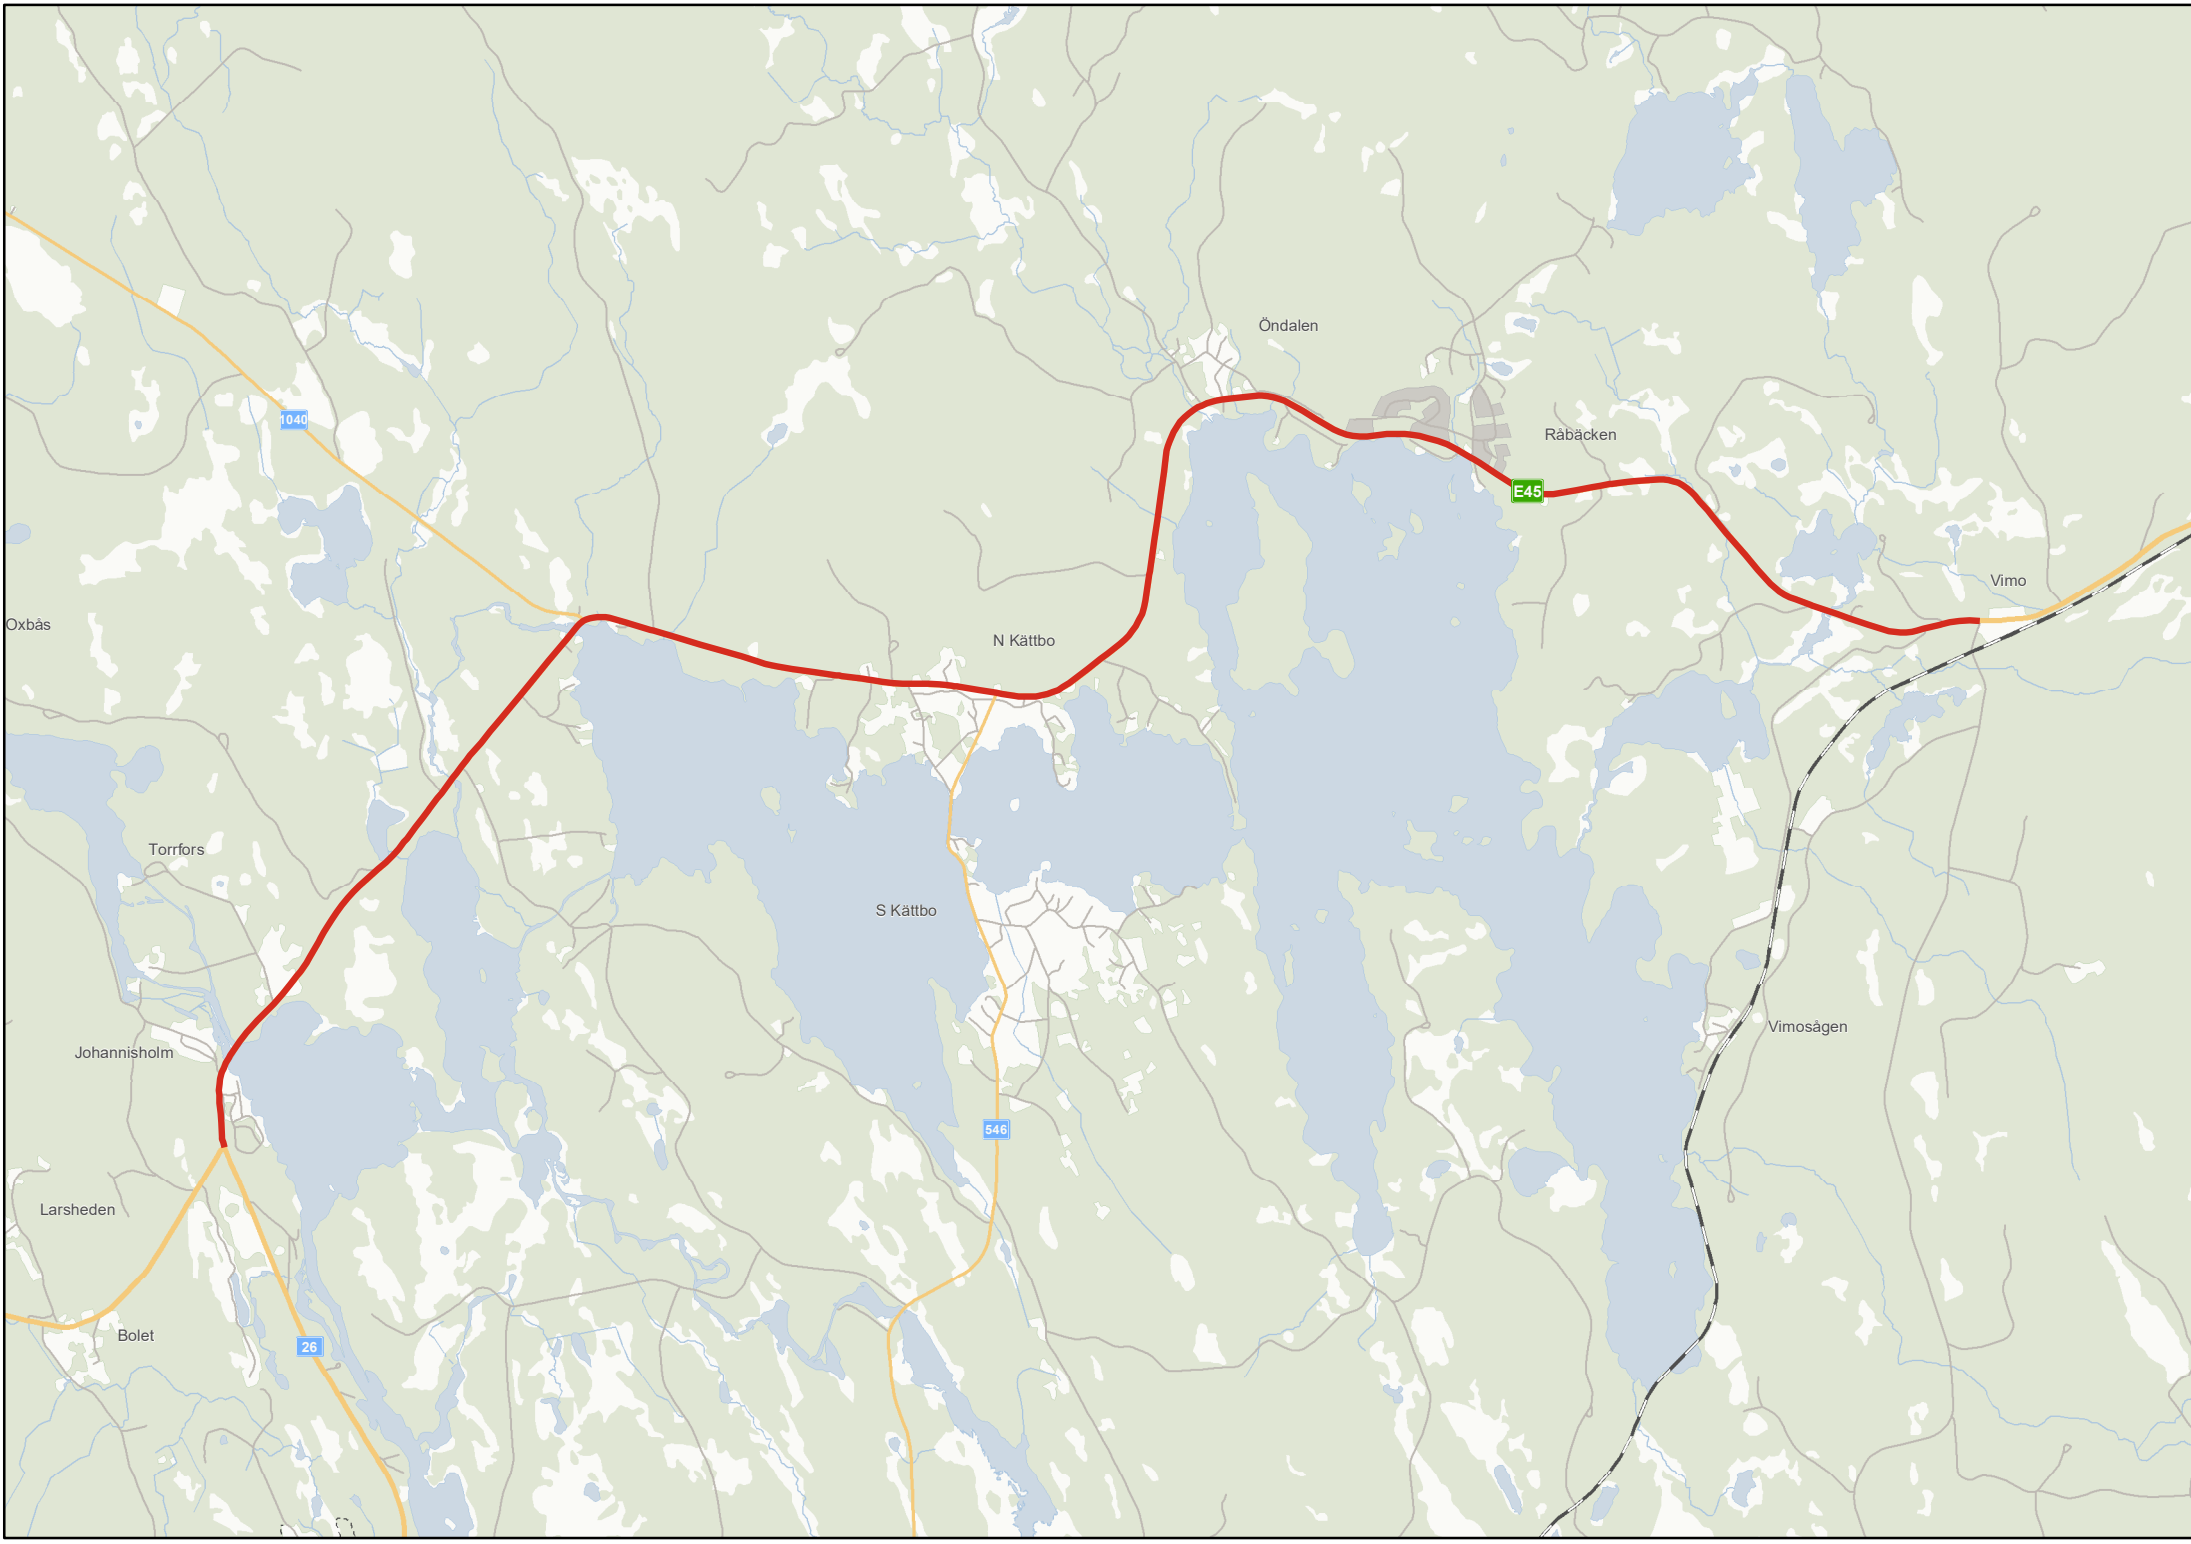 Öndalen
1040
Råbäcken
E45
Vimo
Oxbås
N Kättbo
Torrfors
S Kättbo
Vimosågen
Johannisholm
546
Larsheden
Bolet
26